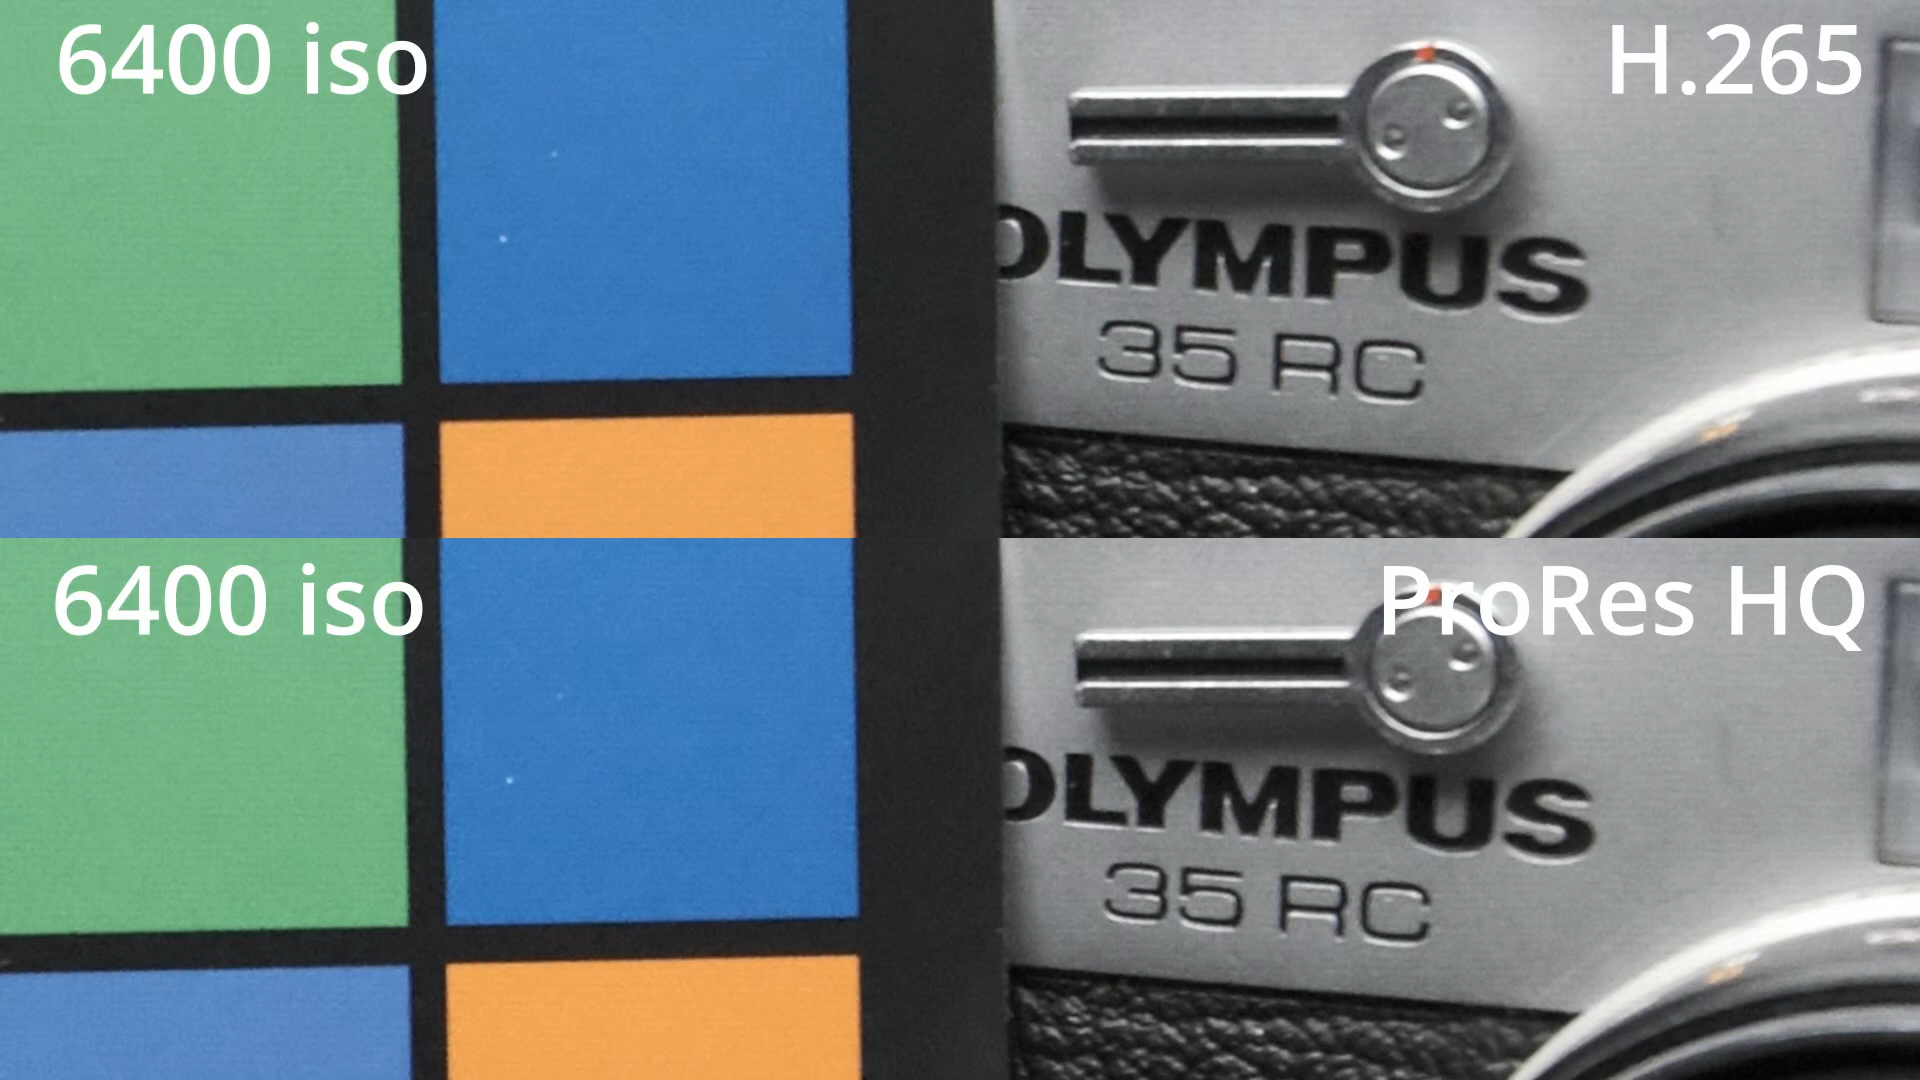 6400 iso
H.265
OLYMPUS
35 RC
6400 iso
ProRes HQ
OLYMPUS
35 RC